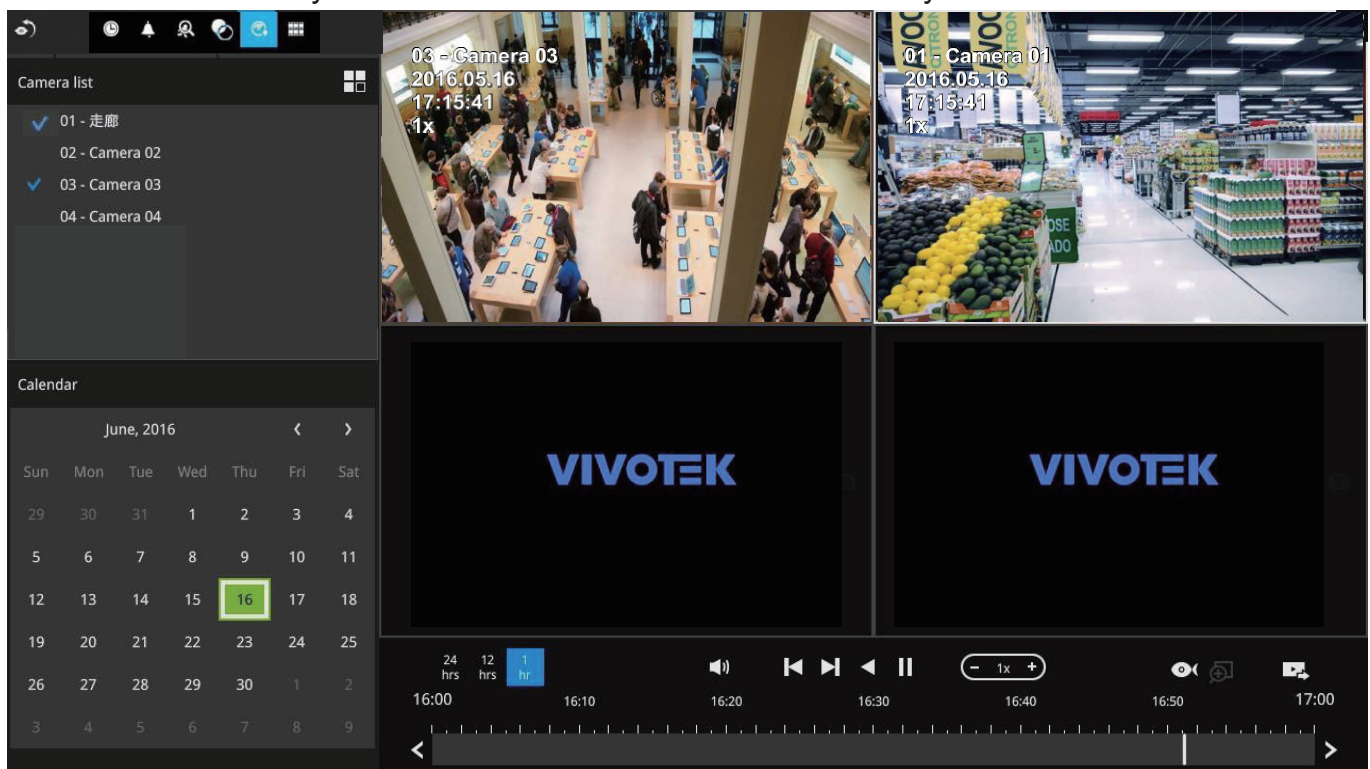 Camera list
01 - 走廊
02 - Camera 02
03 - Camera 03
04 - Camera 04
Calendar
June, 2016
Sun Mon Tue Wed Thu Fri Sat
29 30 31 1 2 3 4
5 6 7 8 9 10 11
12 13 14 15 16 17 18
19 20 21 22 23 24 25
26 27 28 29 30 1 2
3 4 5 6 7 8 9
03 - Camera 03
2016.05.16
17:15:41
1x
01 - Camera 01
2016.05.16
17:15:41
1x
VIVOTEK
VIVOTEK
24 hrs
12 hrs
1 hr
- 1x +
16:00 16:10 16:20 16:30 16:40 16:50 17:00